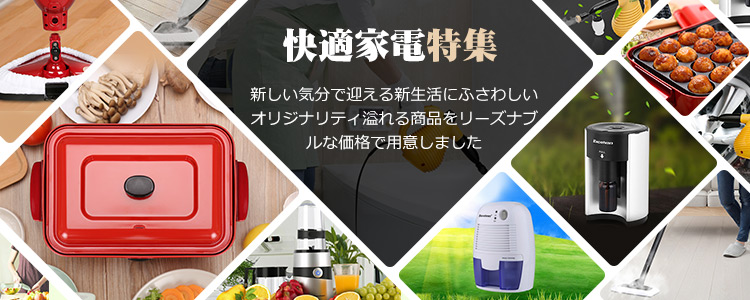 快適家電特集
新しい気分で迎える新生活にふさわしい
オリジナリティ溢れる商品をリーズナブ
ルな価格で用意しました
Excelvan